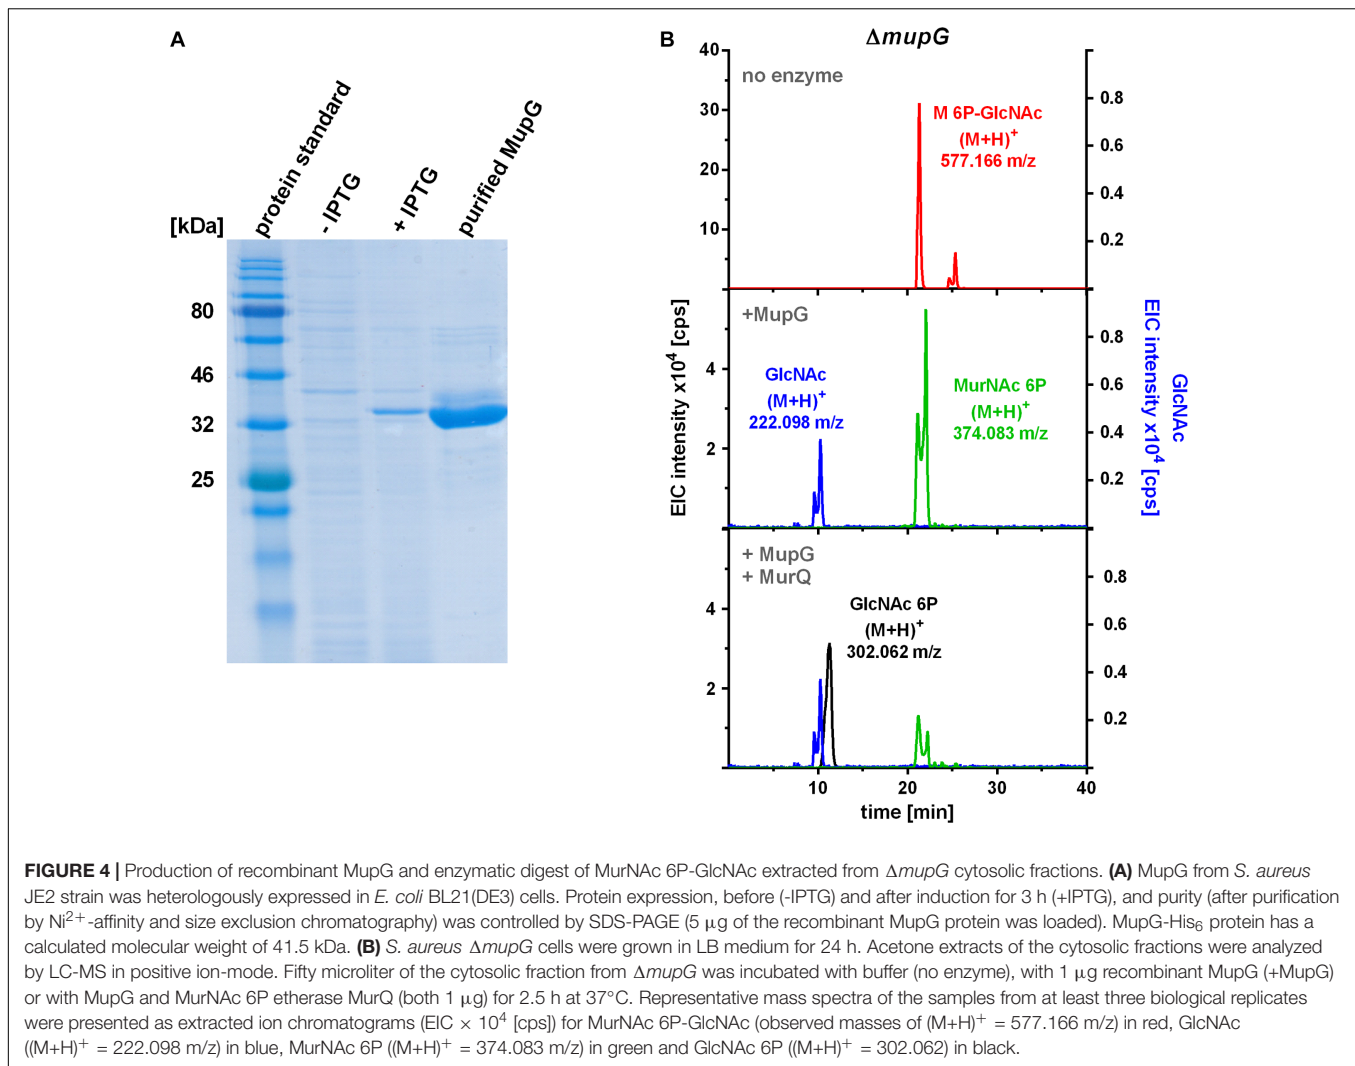 A
protein standard
- IPTG
+ IPTG
purified MupG
[kDa]
80
46
32
25
B
ΔmupG
40
30
20
10
no enzyme
M 6P-GlcNAc
(M+H)+
577.166 m/z
0.8
0.6
0.4
0.2
+MupG
4
2
GlcNAc
(M+H)+
222.098 m/z
MurNAc 6P
(M+H)+
374.083 m/z
0.8
0.6
0.4
0.2
EIC intensity x10⁴ [cps]
GlcNAc
EIC intensity x10⁴ [cps]
+ MupG
+ MurQ
4
2
GlcNAc 6P
(M+H)+
302.062 m/z
0.8
0.6
0.4
0.2
10
20
30
40
time [min]
FIGURE 4 | Production of recombinant MupG and enzymatic digest of MurNAc 6P-GlcNAc extracted from ΔmupG cytosolic fractions. (A) MupG from S. aureus
JE2 strain was heterologously expressed in E. coli BL21(DE3) cells. Protein expression, before (-IPTG) and after induction for 3 h (+IPTG), and purity (after purification
by Ni²⁺-affinity and size exclusion chromatography) was controlled by SDS-PAGE (5 μg of the recombinant MupG protein was loaded). MupG-His₆ protein has a
calculated molecular weight of 41.5 kDa. (B) S. aureus ΔmupG cells were grown in LB medium for 24 h. Acetone extracts of the cytosolic fractions were analyzed
by LC-MS in positive ion-mode. Fifty microliter of the cytosolic fraction from ΔmupG was incubated with buffer (no enzyme), with 1 μg recombinant MupG (+MupG)
or with MupG and MurNAc 6P etherase MurQ (both 1 μg) for 2.5 h at 37°C. Representative mass spectra of the samples from at least three biological replicates
were presented as extracted ion chromatograms (EIC × 10⁴ [cps]) for MurNAc 6P-GlcNAc (observed masses of (M+H)⁺ = 577.166 m/z) in red, GlcNAc
((M+H)⁺ = 222.098 m/z) in blue, MurNAc 6P ((M+H)⁺ = 374.083 m/z) in green and GlcNAc 6P ((M+H)⁺ = 302.062) in black.